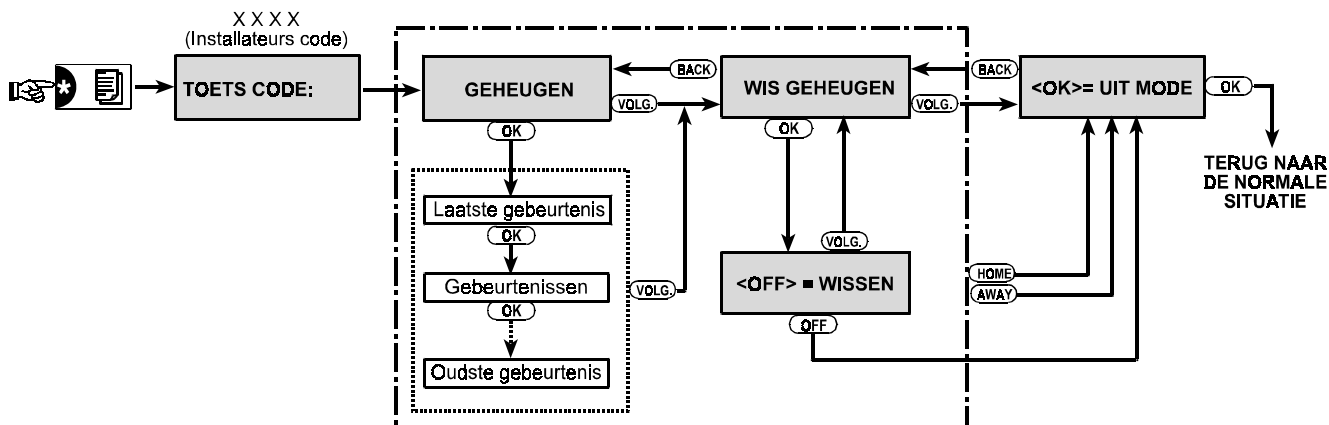 X X X X
(Installateurs code)
*
TOETS CODE:
GEHEUGEN
BACK
VOLG.
WIS GEHEUGEN
BACK
VOLG.
<OK>= UIT MODE
OK
TERUG NAAR
DE NORMALE
SITUATIE
OK
Laatste gebeurtenis
OK
Gebeurtenissen
OK
Oudste gebeurtenis
VOLG.
OK
VOLG.
<OFF> = WISSEN
OFF
HOME
AWAY